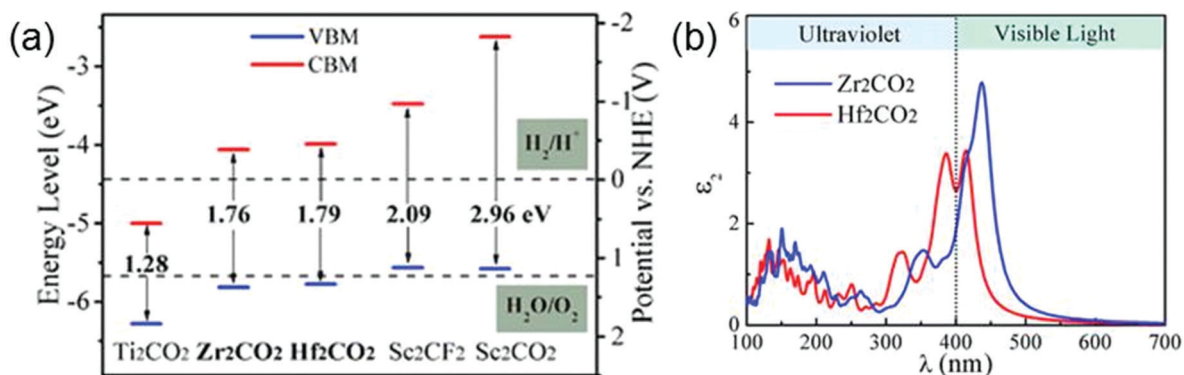 (a)
VBM
CBM
Energy Level (eV)
-3
-4
-5
-6
H₂/H⁺
H₂O/O₂
1.28
1.76
1.79
2.09
2.96 eV
Ti₂CO₂ Zr₂CO₂ Hf₂CO₂ Sc₂CF₂ Sc₂CO₂
-2
-1
0
1
2
Potential vs. NHE (V)
(b)
Ultraviolet Visible Light
Zr₂CO₂
Hf₂CO₂
ε₂
6
4
2
0
100 200 300 400 500 600 700
λ (nm)